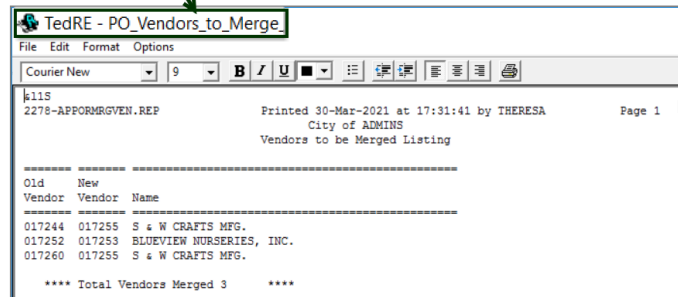 TedRE - PO_Vendors_to_Merge_
File Edit Format Options
Courier New 9 B I U
&l1S
2278-APPORMRGVEN.REP Printed 30-Mar-2021 at 17:31:41 by THERESA Page 1
City of ADMINS
Vendors to be Merged Listing
======= ======= ==================================================
Old New
Vendor Vendor Name
======= ======= ==================================================
017244 017255 S & W CRAFTS MFG.
017252 017253 BLUEVIEW NURSERIES, INC.
017260 017255 S & W CRAFTS MFG.
**** Total Vendors Merged 3 ****